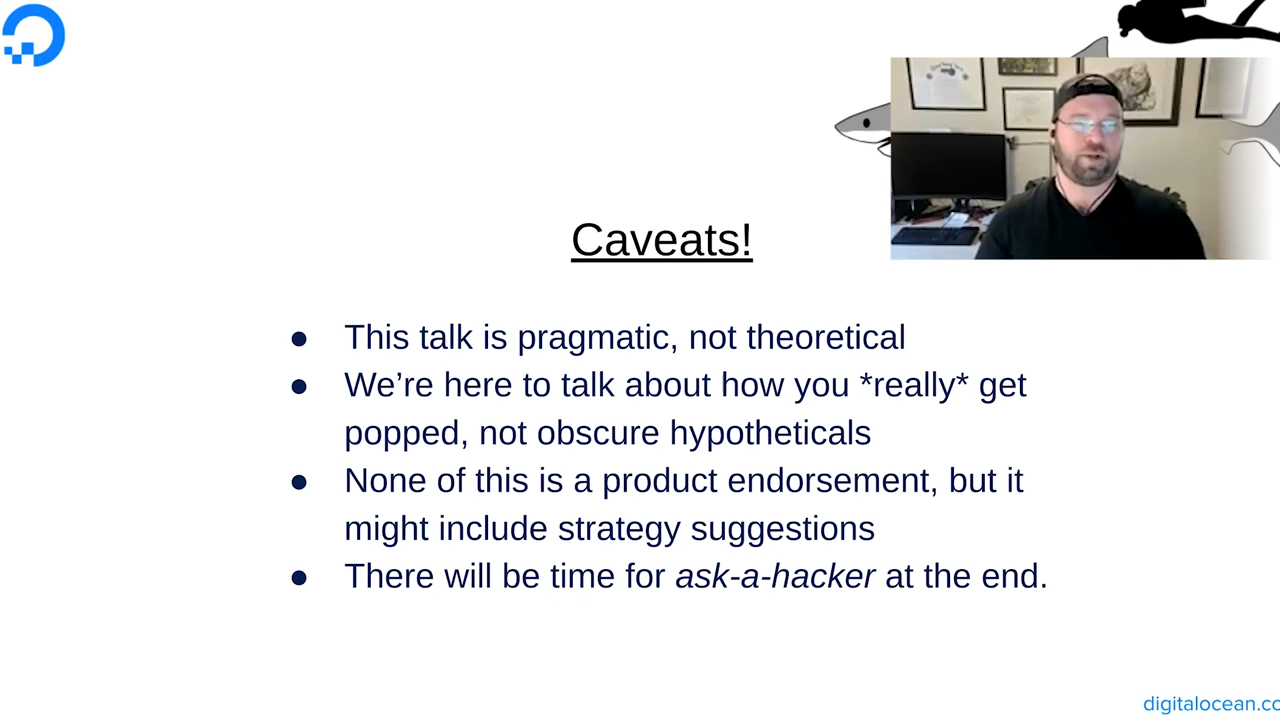 Caveats!
● This talk is pragmatic, not theoretical
● We’re here to talk about how you *really* get
popped, not obscure hypotheticals
● None of this is a product endorsement, but it
might include strategy suggestions
● There will be time for ask-a-hacker at the end.
digitalocean.co